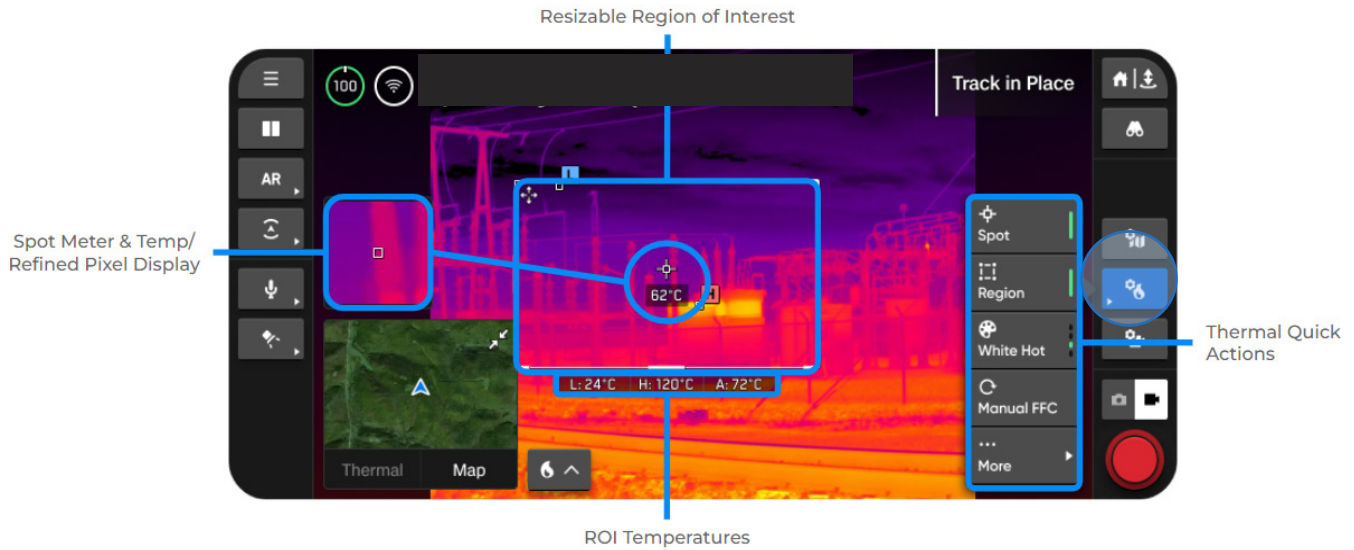 Resizable Region of Interest
100
Track in Place
AR
L
Spot Meter & Temp/
Refined Pixel Display
Spot
62°C
H
Region
White Hot
Thermal Quick
Actions
L: 24°C H: 120°C A: 72°C
Manual FFC
Thermal Map
More
ROI Temperatures